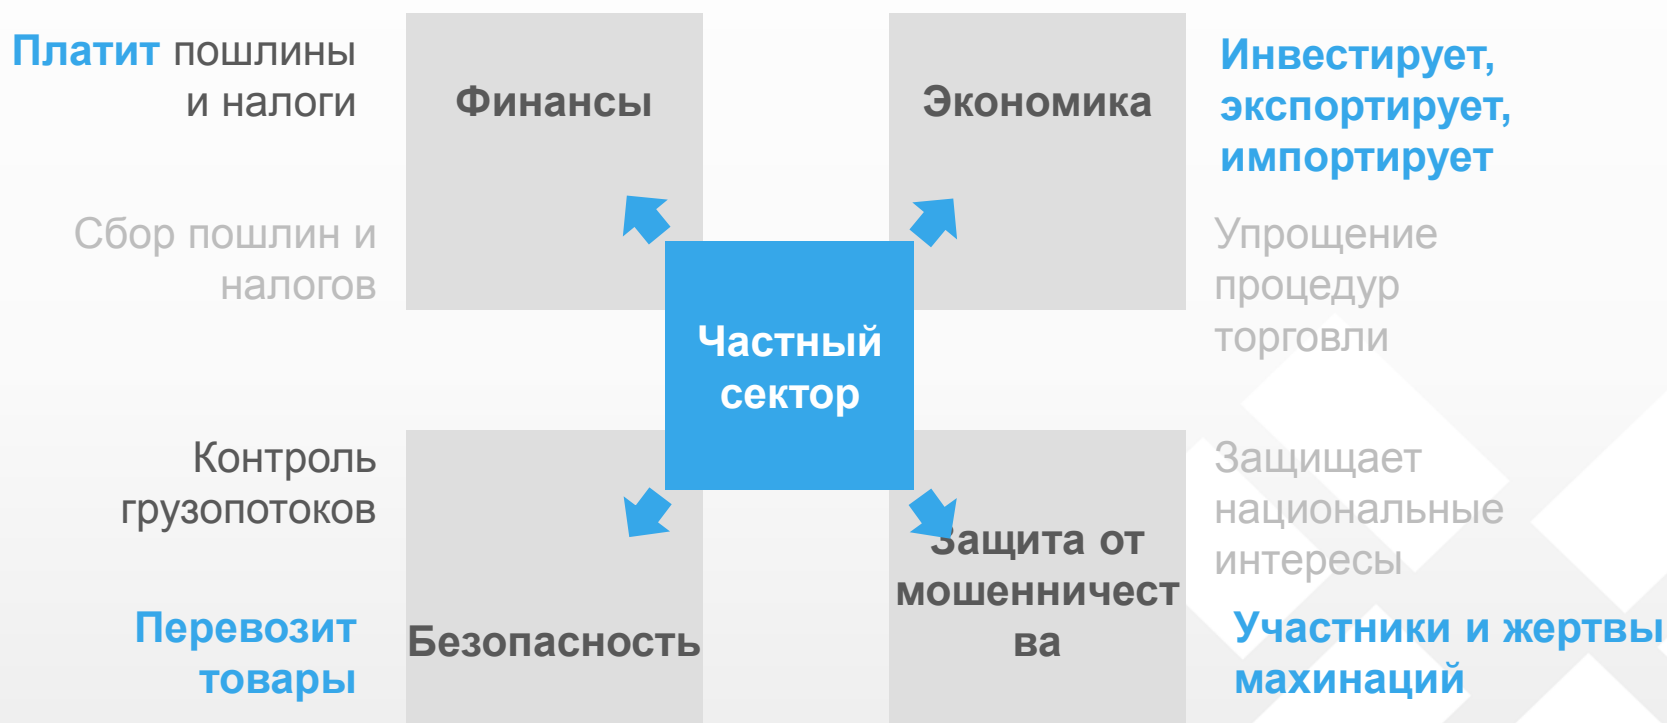 Платит пошлины
и налоги
Финансы
Экономика
Инвестирует,
экспортирует,
импортирует
Сбор пошлин и
налогов
Упрощение
процедур
торговли
Частный
сектор
Контроль
грузопотоков
Защищает
национальные
интересы
Перевозит
товары
Безопасность
Защита от
мошенничест
ва
Участники и жертвы
махинаций